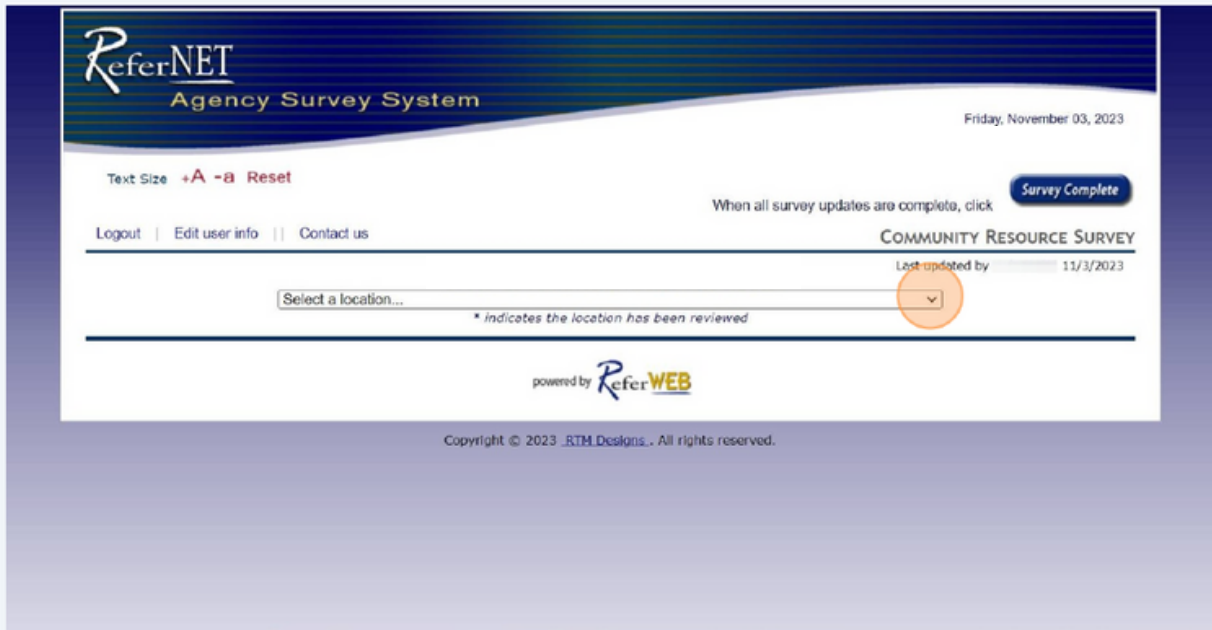 ReferNET
Agency Survey System
Friday, November 03, 2023
Text Size +A -a Reset
When all survey updates are complete, click Survey Complete
Logout | Edit user info || Contact us
COMMUNITY RESOURCE SURVEY
Last updated by 11/3/2023
Select a location...
* indicates the location has been reviewed
powered by ReferWEB
Copyright © 2023 RTM Designs . All rights reserved.